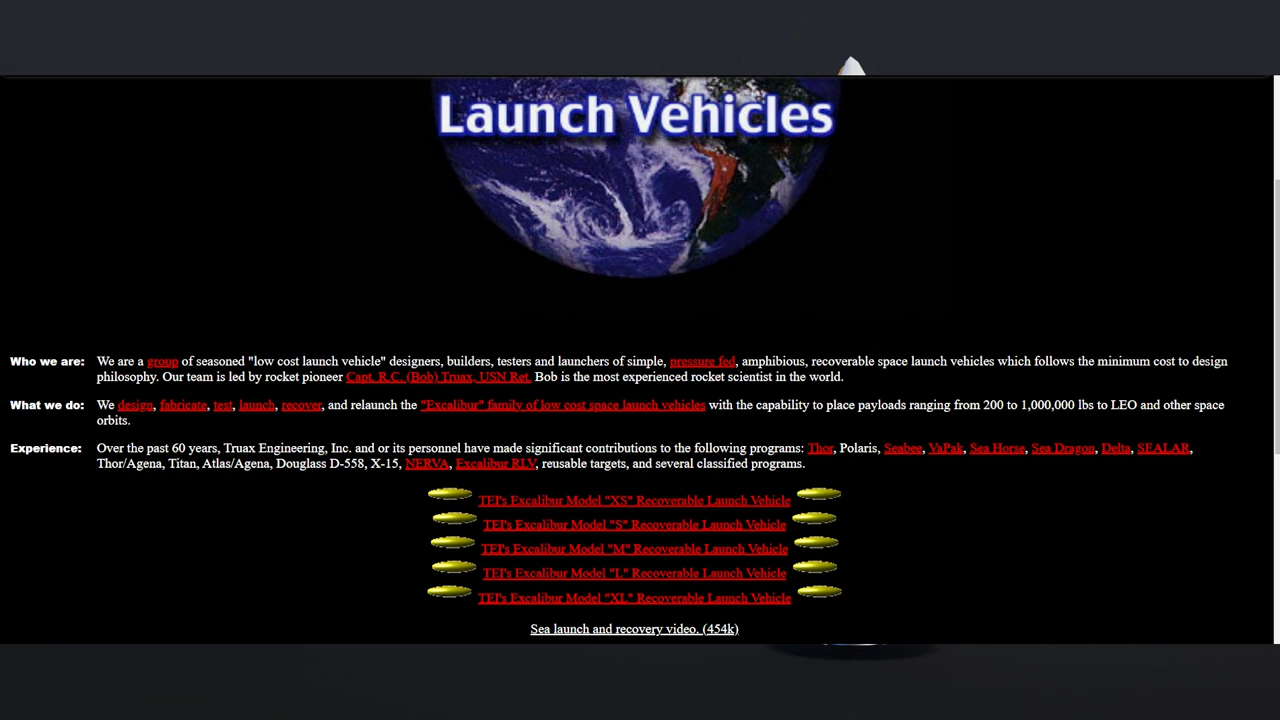 Launch Vehicles
Who we are: We are a group of seasoned "low cost launch vehicle" designers, builders, testers and launchers of simple, pressure fed, amphibious, recoverable space launch vehicles which follows the minimum cost to design
philosophy. Our team is led by rocket pioneer Capt. R.C. (Bob) Truax, USN Ret. Bob is the most experienced rocket scientist in the world.
What we do: We design, fabricate, test, launch, recover, and relaunch the "Excalibur" family of low cost space launch vehicles with the capability to place payloads ranging from 200 to 1,000,000 lbs to LEO and other space
orbits.
Experience: Over the past 60 years, Truax Engineering, Inc. and or its personnel have made significant contributions to the following programs: Thor, Polaris, Seabee, VaPak, Sea Horse, Sea Dragon, Delta, SEALAR,
Thor/Agena, Titan, Atlas/Agena, Douglass D-558, X-15, NERVA, Excalibur RLV, reusable targets, and several classified programs.
TEI's Excalibur Model "XS" Recoverable Launch Vehicle
TEI's Excalibur Model "S" Recoverable Launch Vehicle
TEI's Excalibur Model "M" Recoverable Launch Vehicle
TEI's Excalibur Model "L" Recoverable Launch Vehicle
TEI's Excalibur Model "XL" Recoverable Launch Vehicle
Sea launch and recovery video. (454k)